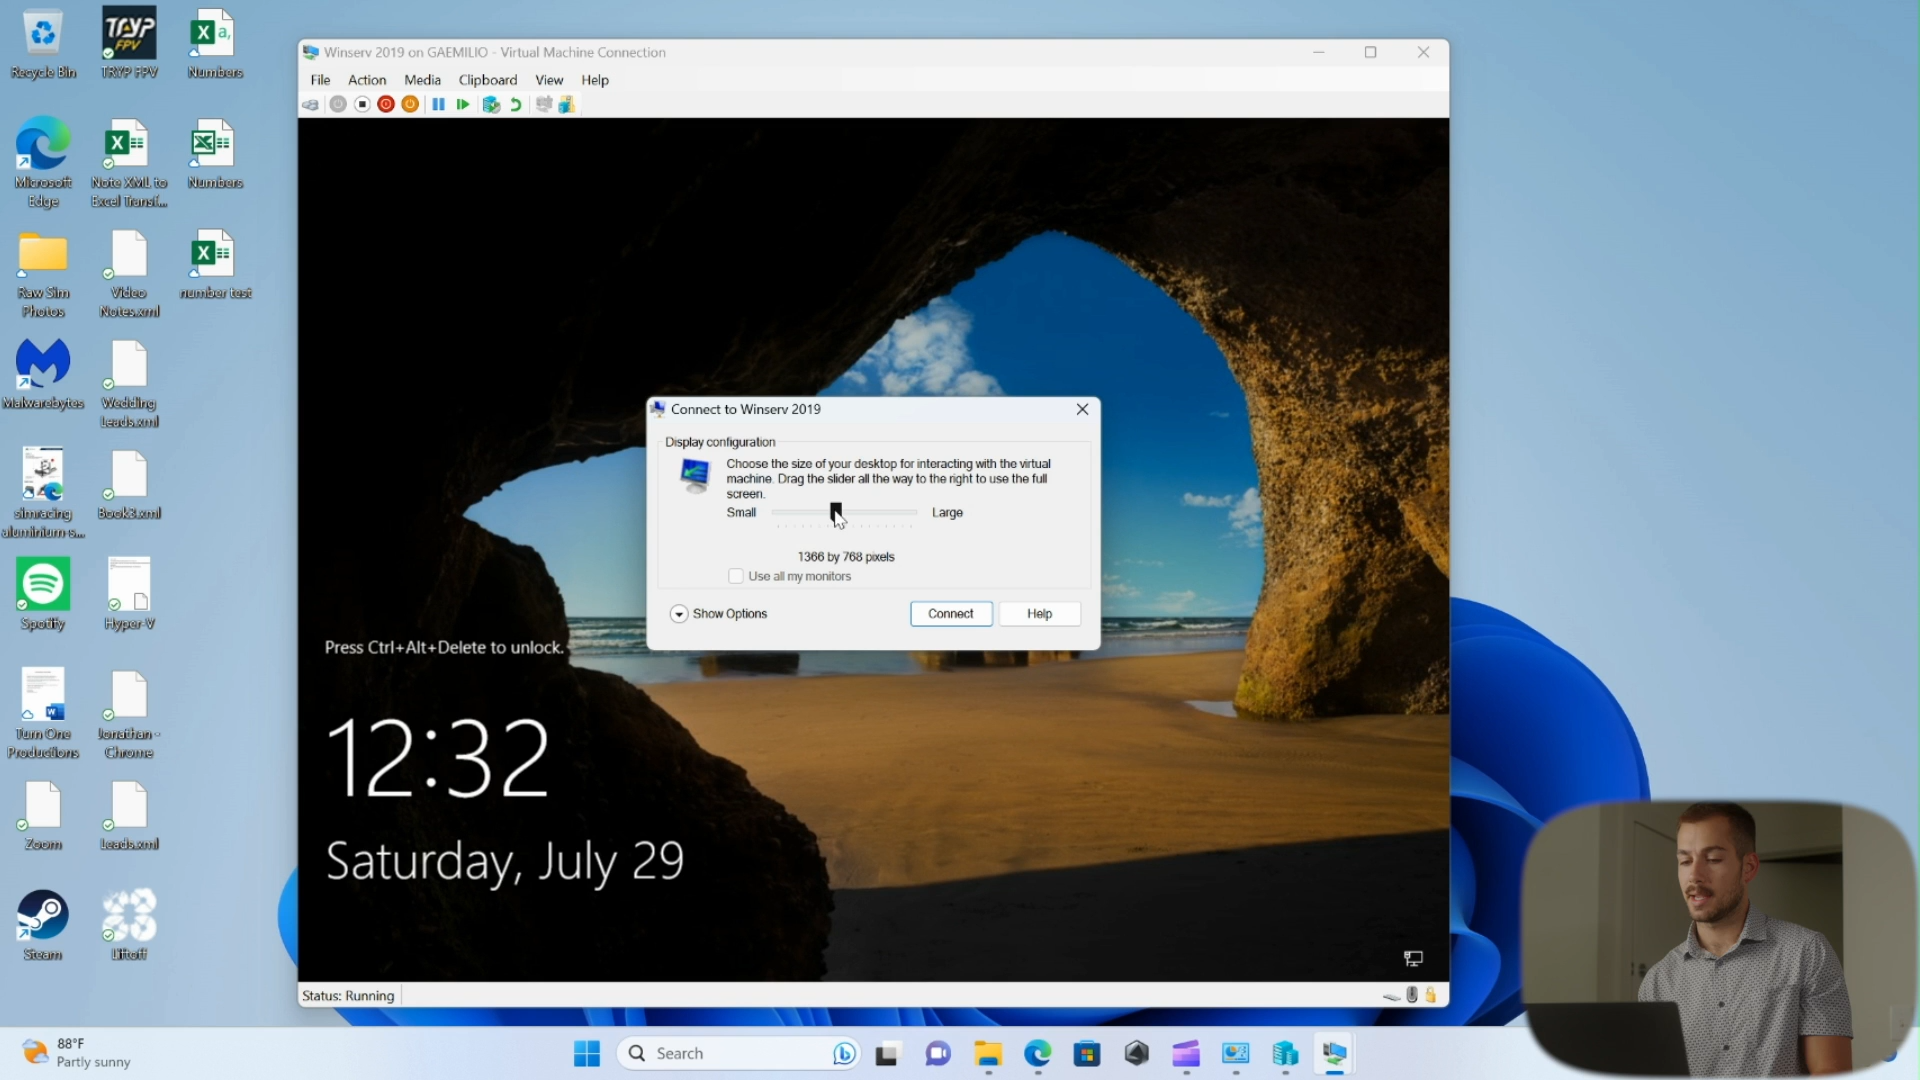 Recycle Bin
TRYP FPV
TRYP FPV
Numbers
Microsoft Edge
Note XML to Excel Transf...
Numbers
Raw Sim Photos
Video Notes.xml
number test
Malwarebytes
Wedding Leads.xml
simracing aluminium-s...
Book3.xml
Spotify
Hyper-V
Turn One Productions
Jonathan - Chrome
Zoom
Leads.xml
Steam
Liftoff
Winserv 2019 on GAEMILIO - Virtual Machine Connection
File Action Media Clipboard View Help
Connect to Winserv 2019
Display configuration
Choose the size of your desktop for interacting with the virtual
machine. Drag the slider all the way to the right to use the full
screen.
Small Large
1366 by 768 pixels
Use all my monitors
Show Options
Connect
Help
Press Ctrl+Alt+Delete to unlock.
12:32
Saturday, July 29
Status: Running
88°F
Partly sunny
Search